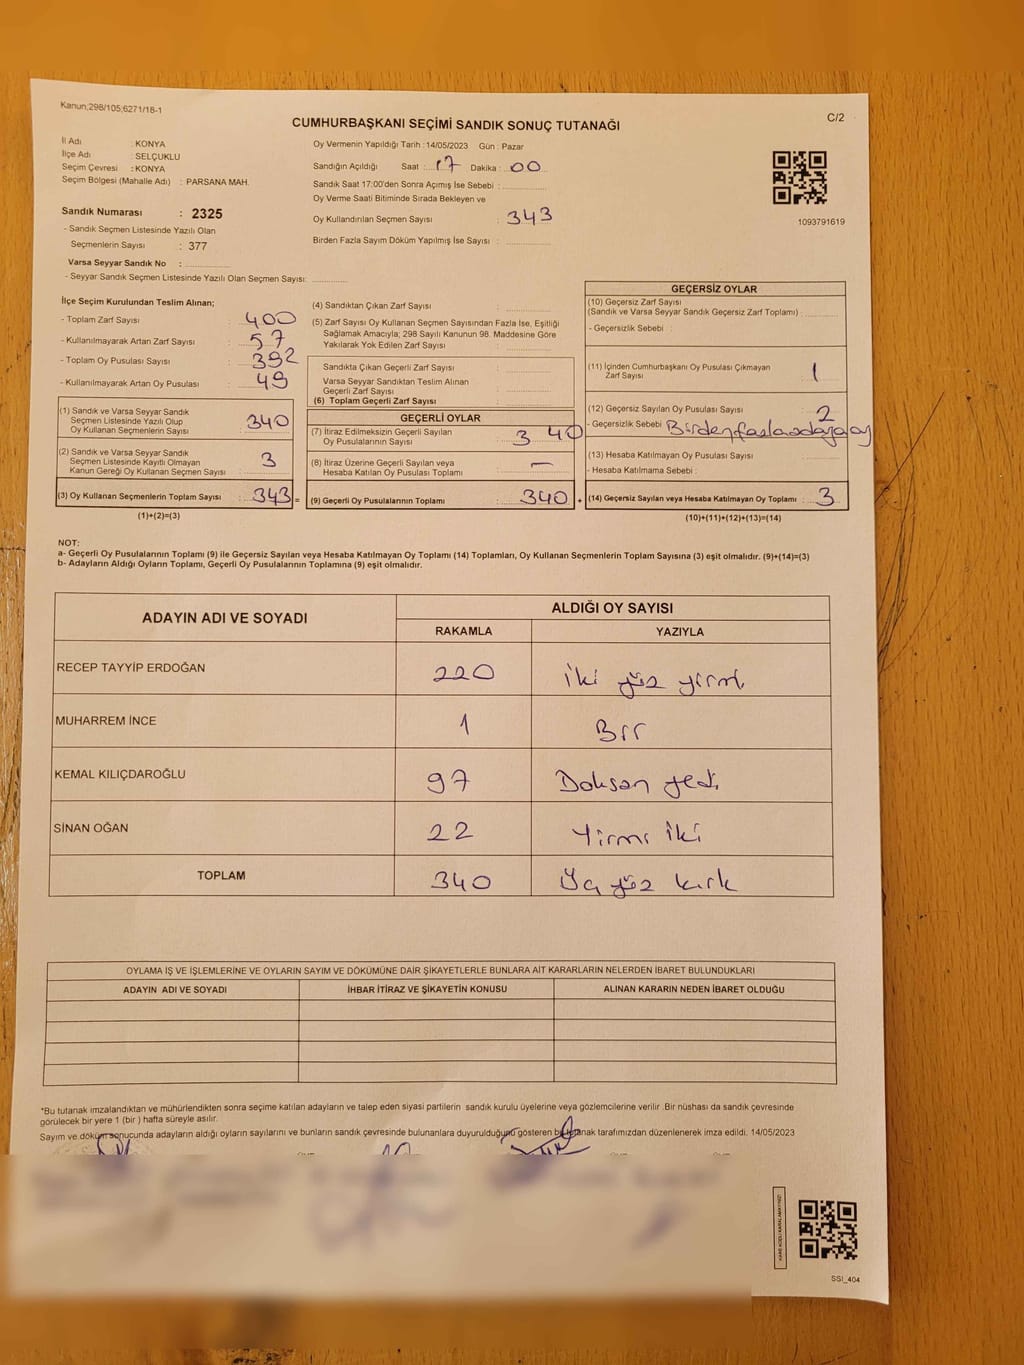 Kanun;298/105;6271/18-1
C/2
CUMHURBAŞKANI SEÇİMİ SANDIK SONUÇ TUTANAĞI
İl Adı : KONYA
İlçe Adı : SELÇUKLU
Seçim Çevresi : KONYA
Seçim Bölgesi (Mahalle Adı) : PARSANA MAH.
Sandık Numarası : 2325
- Sandık Seçmen Listesinde Yazılı Olan
Seçmenlerin Sayısı : 377
Varsa Seyyar Sandık No :
- Seyyar Sandık Seçmen Listesinde Yazılı Olan Seçmen Sayısı:
Oy Vermenin Yapıldığı Tarih : 14/05/2023 Gün : Pazar
Sandığın Açıldığı Saat : 17 Dakika : 00
Sandık Saat 17:00'den Sonra Açımış İse Sebebi :
Oy Verme Saati Bitiminde Sırada Bekleyen ve
Oy Kullandırılan Seçmen Sayısı : 343
Birden Fazla Sayım Döküm Yapılmış İse Sayısı :
1093791619
İlçe Seçim Kurulundan Teslim Alınan;
- Toplam Zarf Sayısı : 400
- Kullanılmayarak Artan Zarf Sayısı : 57
- Toplam Oy Pusulası Sayısı : 392
- Kullanılmayarak Artan Oy Pusulası : 49
(1) Sandık ve Varsa Seyyar Sandık
Seçmen Listesinde Yazılı Olup
Oy Kullanan Seçmenlerin Sayısı : 340
(2) Sandık ve Varsa Seyyar Sandık
Seçmen Listesinde Kayıtlı Olmayan
Kanun Gereği Oy Kullanan Seçmen Sayısı : 3
(3) Oy Kullanan Seçmenlerin Toplam Sayısı : 343 =
(1)+(2)=(3)
(4) Sandıktan Çıkan Zarf Sayısı :
(5) Zarf Sayısı Oy Kullanan Seçmen Sayısından Fazla İse, Eşitliği
Sağlamak Amacıyla; 298 Sayılı Kanunun 98. Maddesine Göre
Yakılarak Yok Edilen Zarf Sayısı :
Sandıkta Çıkan Geçerli Zarf Sayısı :
Varsa Seyyar Sandıktan Teslim Alınan
Geçerli Zarf Sayısı :
(6) Toplam Geçerli Zarf Sayısı :
GEÇERLİ OYLAR
(7) İtiraz Edilmeksizin Geçerli Sayılan
Oy Pusulasının Sayısı : 340
(8) İtiraz Üzerine Geçerli Sayılan veya
Hesaba Katılan Oy Pusulası Toplamı : —
(9) Geçerli Oy Pusulalarının Toplamı : 340 +
GEÇERSİZ OYLAR
(10) Geçersiz Zarf Sayısı
(Sandık ve Varsa Seyyar Sandık Geçersiz Zarf Toplamı) :
- Geçersizlik Sebebi :
(11) İçinden Cumhurbaşkanı Oy Pusulası Çıkmayan
Zarf Sayısı : 1
(12) Geçersiz Sayılan Oy Pusulası Sayısı : 2
- Geçersizlik Sebebi Birden fazla adaya oy
(13) Hesaba Katılmayan Oy Sayısı :
- Hesaba Katılmama Sebebi :
(14) Geçersiz Sayılan veya Hesaba Katılmayan Oy Toplamı : 3
(10)+(11)+(12)+(13)=(14)
NOT:
a- Geçerli Oy Pusulalarının Toplamı (9) ile Geçersiz Sayılan veya Hesaba Katılmayan Oy Toplamı (14) Toplamları, Oy Kullanan Seçmenlerin Toplam Sayısına (3) eşit olmalıdır. (9)+(14)=(3)
b- Adayların Aldığı Oyların Toplamı, Geçerli Oy Pusulalarının Toplamına (9) eşit olmalıdır.
ADAYIN ADI VE SOYADI
ALDIĞI OY SAYISI
RAKAMLA YAZIYLA
RECEP TAYYİP ERDOĞAN 220 İki yüz yirmi
MUHARREM İNCE 1 Bir
KEMAL KILIÇDAROĞLU 97 Doksan yedi
SİNAN OĞAN 22 Yirmi iki
TOPLAM 340 Üç yüz kırk
OYLAMA İŞ VE İŞLEMLERİNE VE OYLARIN SAYIM VE DÖKÜMÜNE DAİR ŞİKAYETLERLE BUNLARA AİT KARARLARIN NELERDEN İBARET BULUNDUKLARI
ADAYIN ADI VE SOYADI İHBAR İTİRAZ VE ŞİKAYETİN KONUSU ALINAN KARARIN NEDEN İBARET OLDUĞU
*Bu tutanak imzalandıktan ve mühürlendikten sonra seçime katılan adayların ve talep eden siyasi partilerin sandık kurulu üyelerine veya gözlemcilerine verilir .Bir nüshası da sandık çevresinde
görülecek bir yere 1 (bir ) hafta süreyle asılır.
Sayım ve döküm sonucunda adayların aldığı oyların sayılarını ve bunların sandık çevresinde bulunanlara duyurulduğunu gösteren bu tutanak tarafımızdan düzenlenerek imza edildi. 14/05/2023
KARE KODU KARALAMAYINIZ!
SSI_404